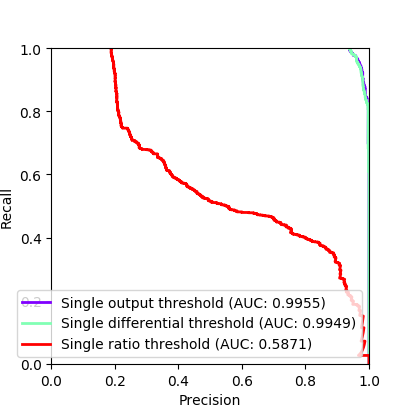 1.0
0.8
0.6
0.4
0.2
0.0
Recall
Single output threshold (AUC: 0.9955)
Single differential threshold (AUC: 0.9949)
Single ratio threshold (AUC: 0.5871)
0.0 0.2 0.4 0.6 0.8 1.0
Precision